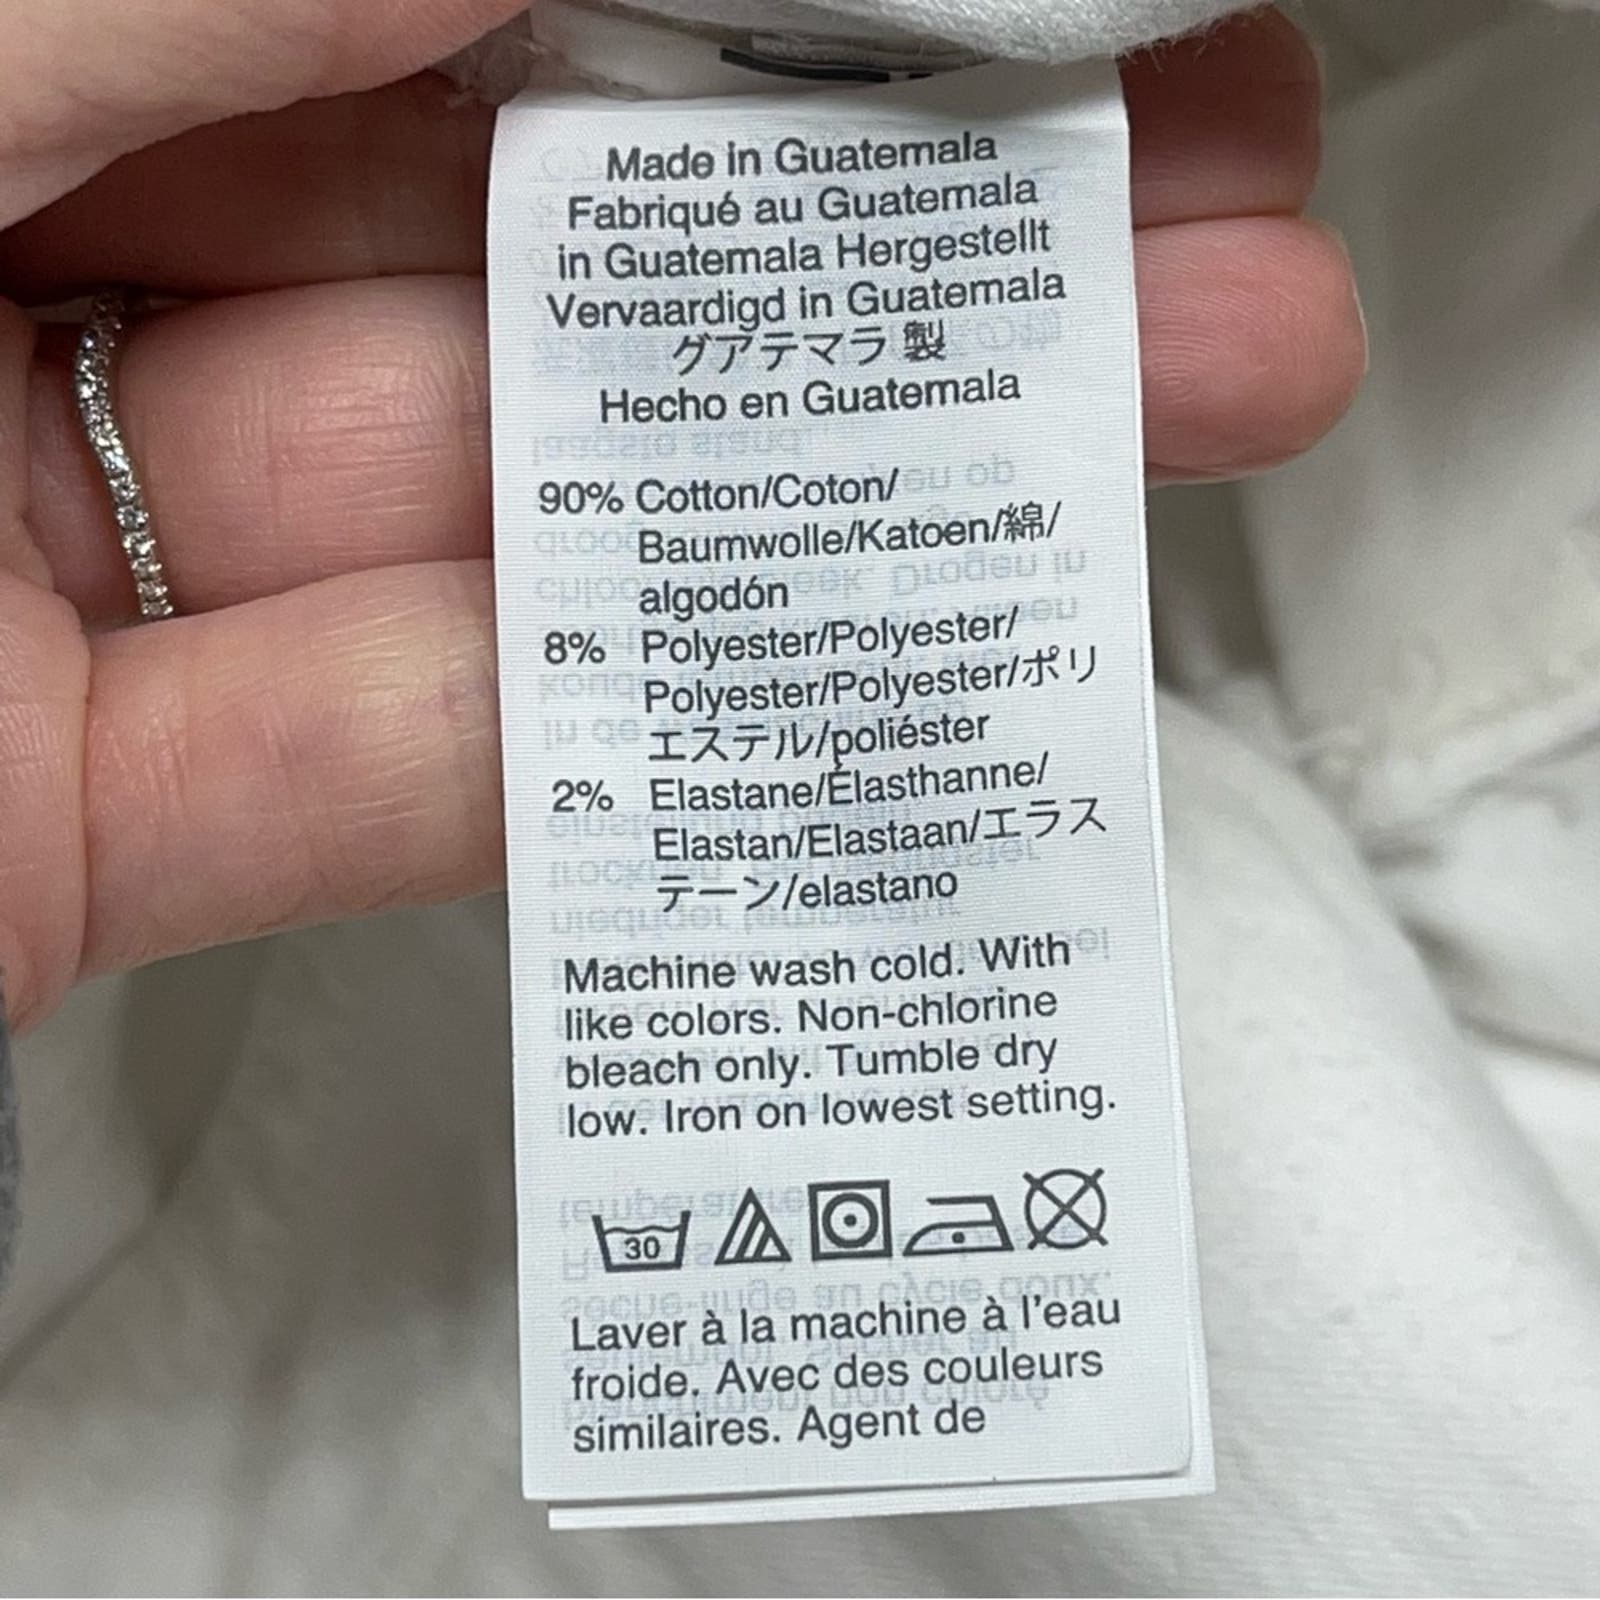 Made in Guatemala
Fabriqué au Guatemala
in Guatemala Hergestellt
Vervaardigd in Guatemala
グアテマラ製
Hecho en Guatemala
90% Cotton/Coton/
Baumwolle/Katoen/綿/
algodón
8% Polyester/Polyester/
Polyester/Polyester/ポリ
エステル/poliéster
2% Elastane/Élasthanne/
Elastan/Elastaan/エラス
テーン/elastano
Machine wash cold. With
like colors. Non-chlorine
bleach only. Tumble dry
low. Iron on lowest setting.
30
Laver à la machine à l'eau
froide. Avec des couleurs
similaires. Agent de